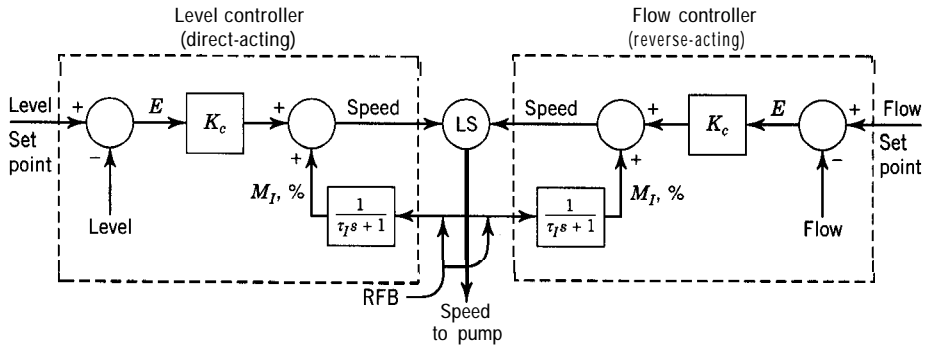 Level controller
(direct-acting)
Flow controller
(reverse-acting)
Level
Set
point
+
−
E
K_c
+
+
Speed
LS
Speed
+
+
K_c
E
+
−
Flow
Set
point
Level
M_I, %
1
τ_I s + 1
1
τ_I s + 1
M_I, %
Flow
RFB
Speed
to pump